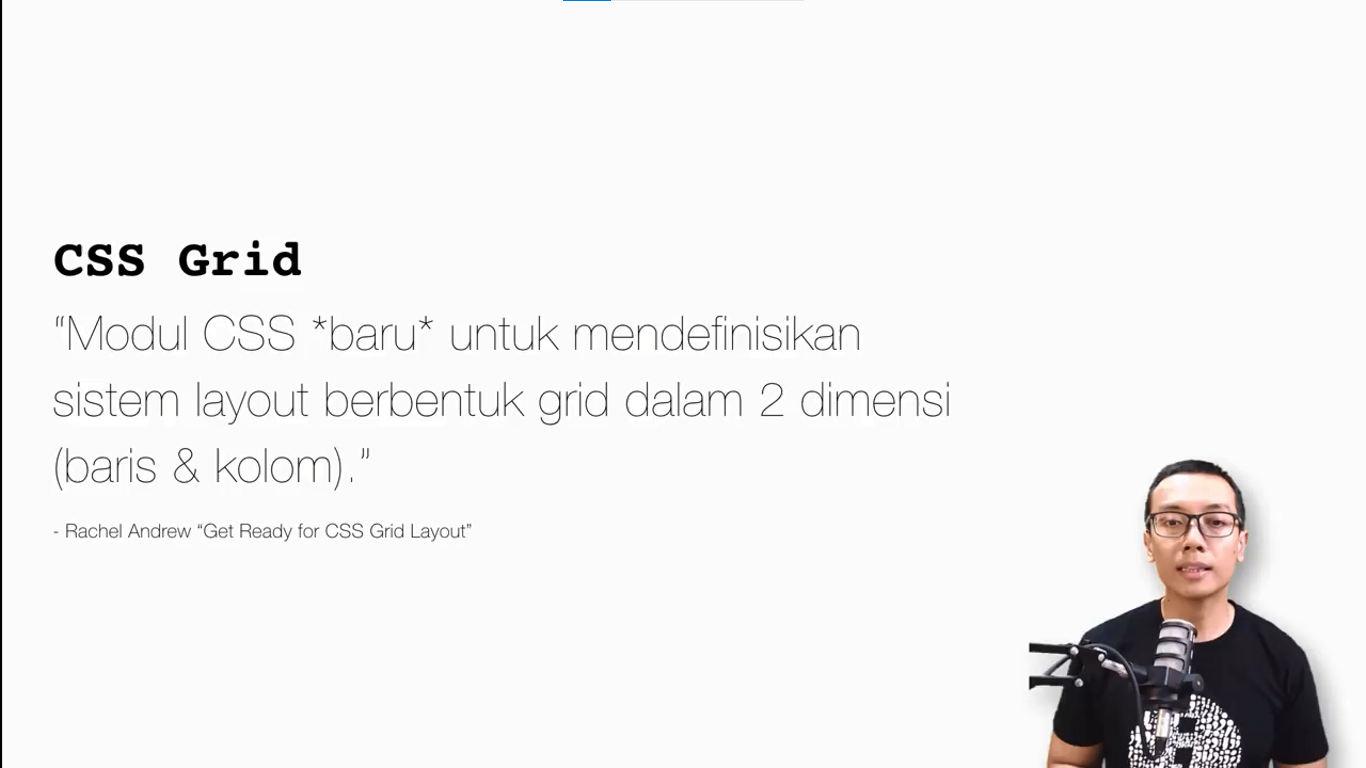 CSS Grid
“Modul CSS *baru* untuk mendefinisikan
sistem layout berbentuk grid dalam 2 dimensi
(baris & kolom).”
- Rachel Andrew “Get Ready for CSS Grid Layout”